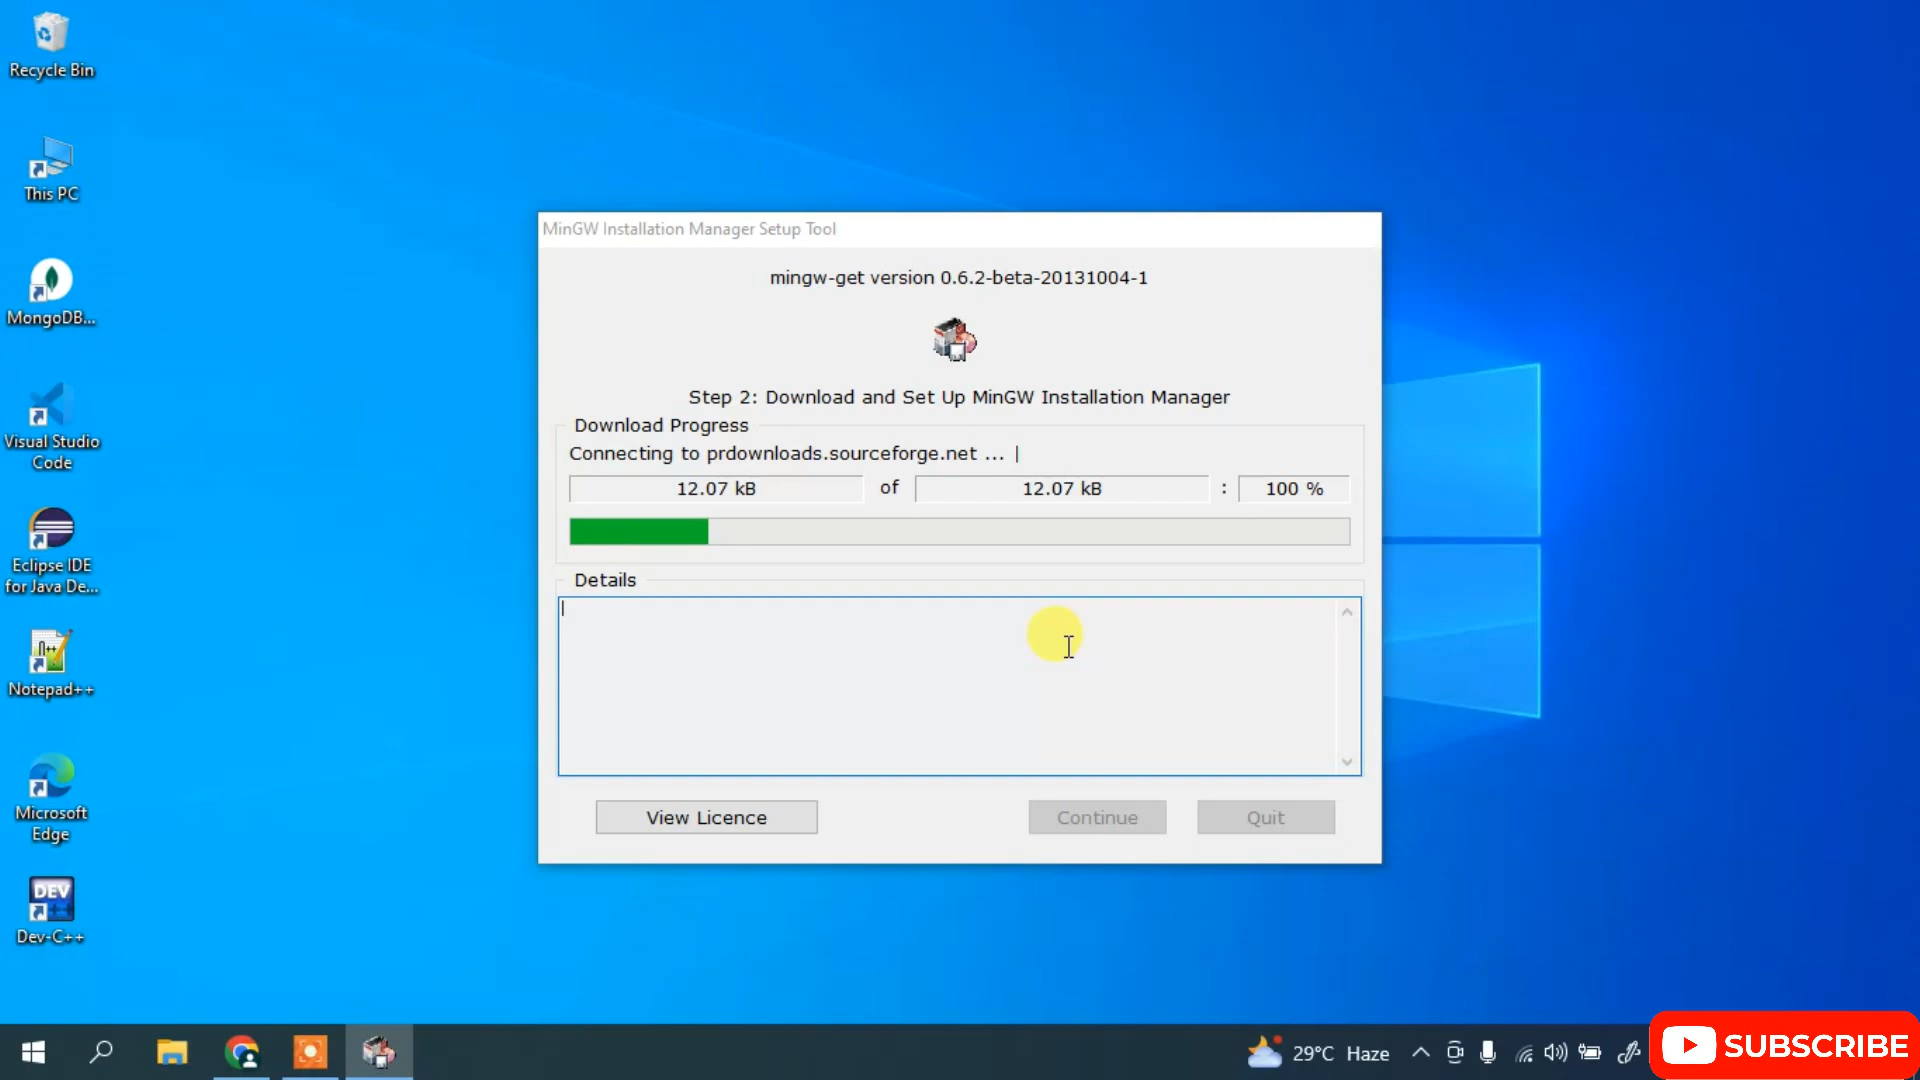 Recycle Bin
This PC
MongoDB...
Visual Studio
Code
Eclipse IDE
for Java De...
Notepad++
Microsoft
Edge
DEV
Dev-C++
MinGW Installation Manager Setup Tool
mingw-get version 0.6.2-beta-20131004-1
Step 2: Download and Set Up MinGW Installation Manager
Download Progress
Connecting to prdownloads.sourceforge.net ... |
12.07 kB of 12.07 kB : 100 %
Details
View Licence
Continue
Quit
29°C Haze
SUBSCRIBE